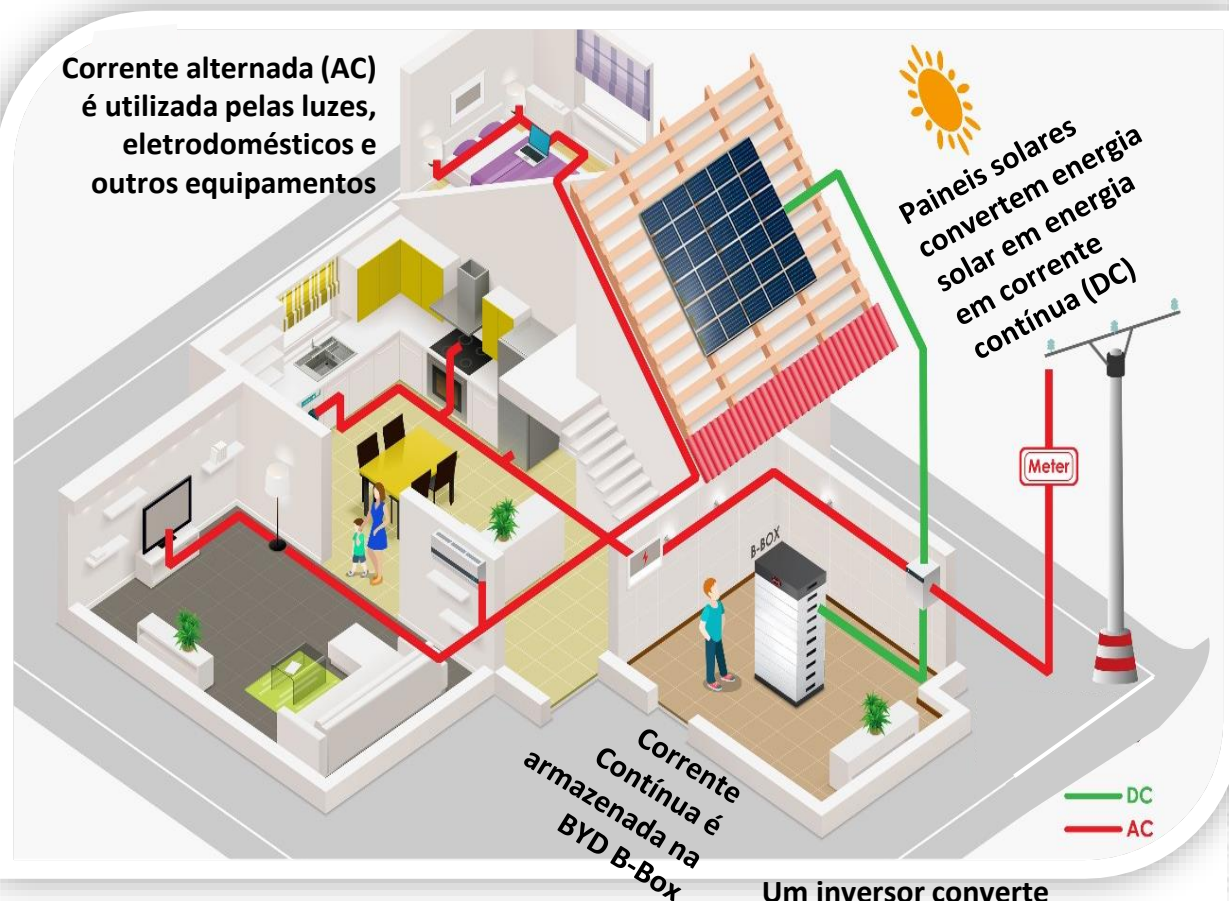 Corrente alternada (AC)
é utilizada pelas luzes,
eletrodomésticos e
outros equipamentos
Paineis solares
convertem energia
solar em energia
em corrente
contínua (DC)
Meter
B-BOX
Corrente
Contínua é
armazenada na
BYD B-Box
DC
AC
Um inversor converte